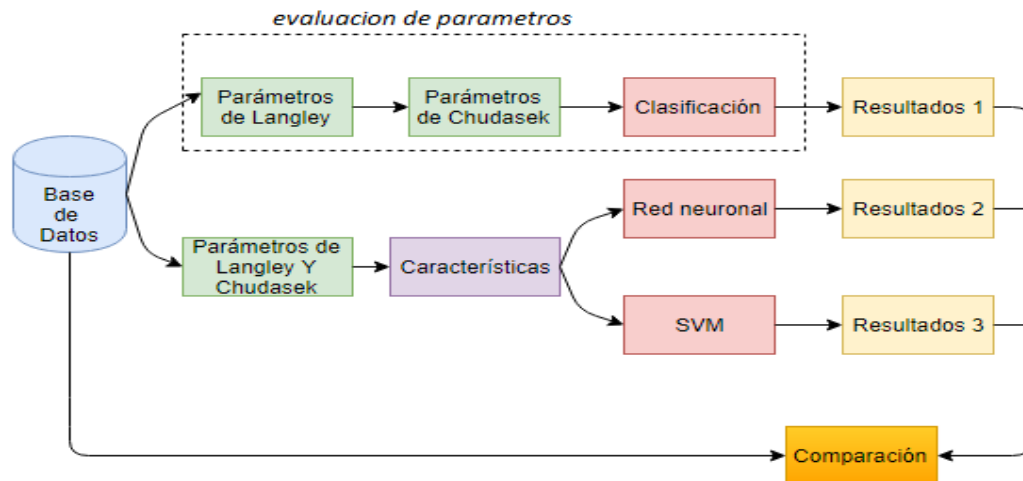 evaluacion de parametros
Parámetros
de Langley
Parámetros
de Chudasek
Clasificación
Resultados 1
Base
de
Datos
Red neuronal
Resultados 2
Parámetros de
Langley Y
Chudasek
Característícas
SVM
Resultados 3
Comparación